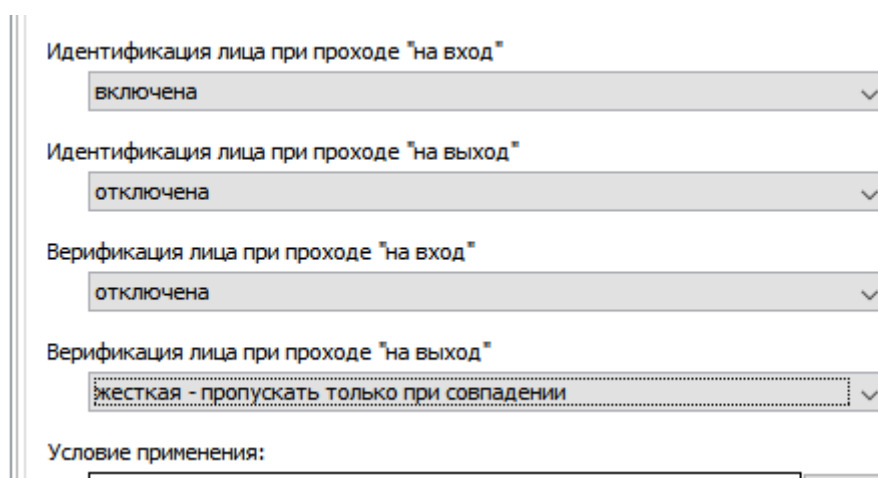 Идентификация лица при проходе "на вход"
включена
Идентификация лица при проходе "на выход"
отключена
Верификация лица при проходе "на вход"
отключена
Верификация лица при проходе "на выход"
жесткая - пропускать только при совпадении
Условие применения: